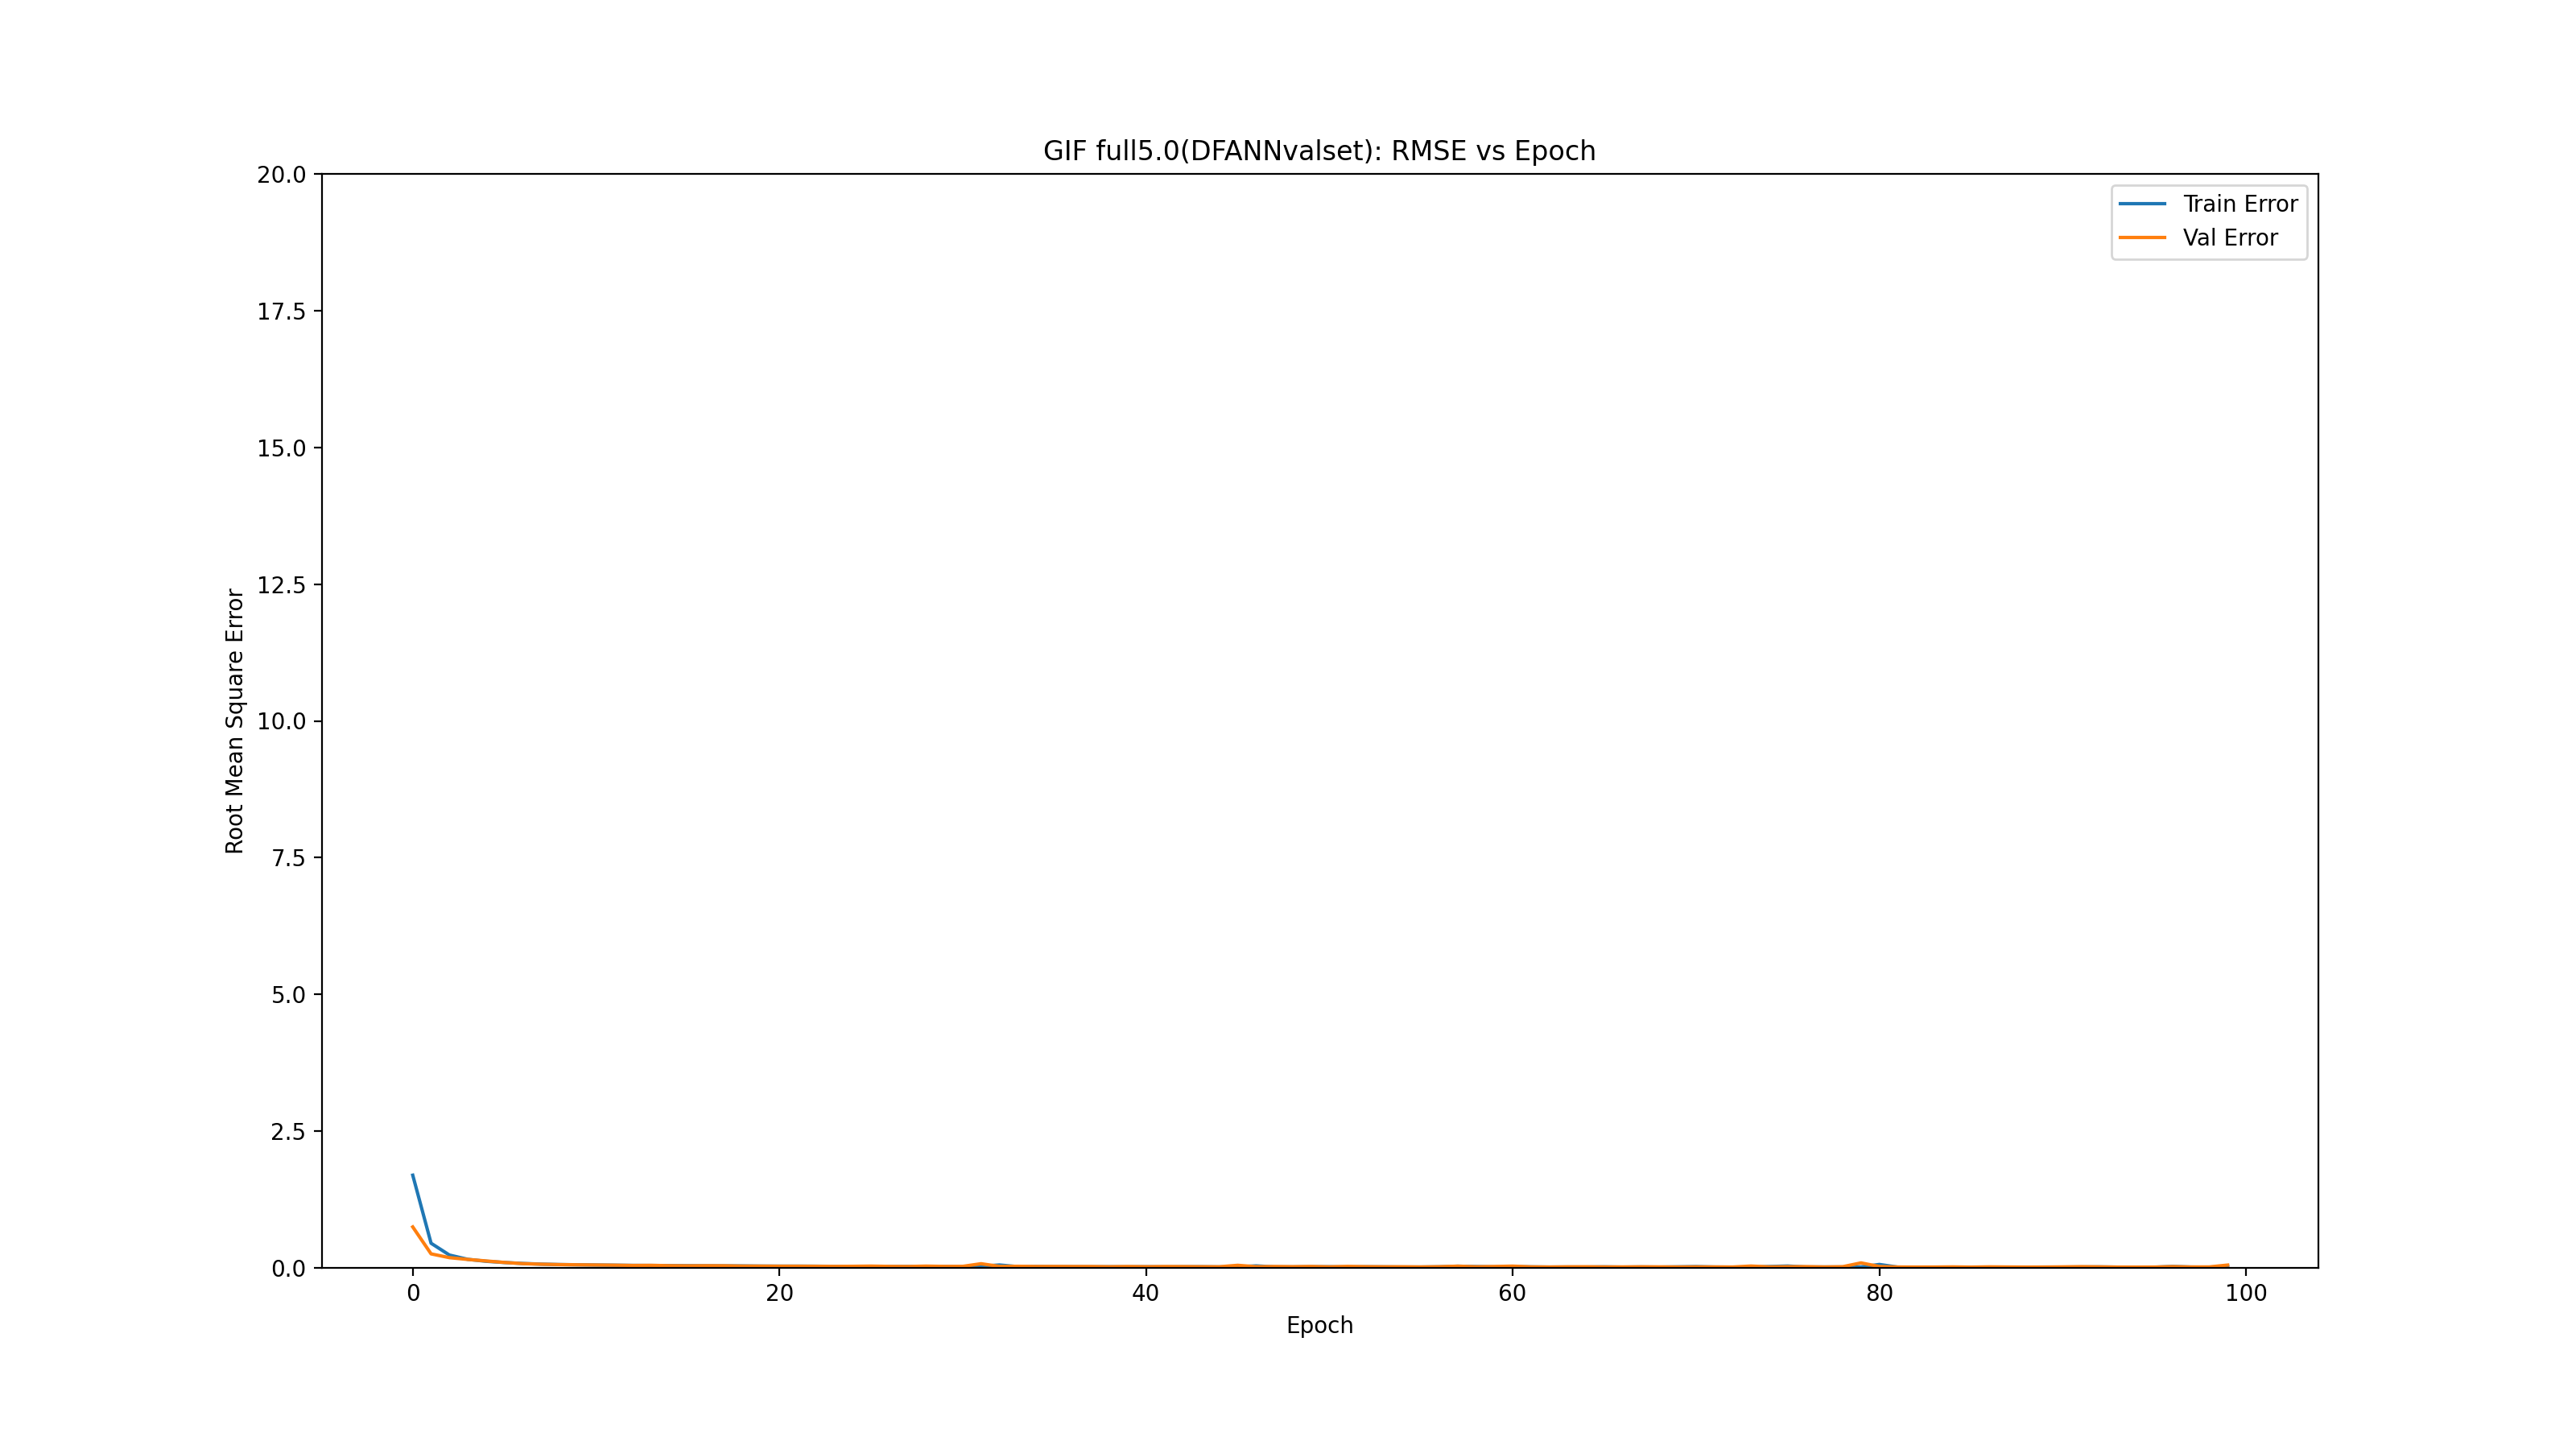 GIF full5.0(DFANNvalset): RMSE vs Epoch
20.0
17.5
15.0
12.5
10.0
7.5
5.0
2.5
0.0
Root Mean Square Error
Train Error
Val Error
0 20 40 60 80 100
Epoch